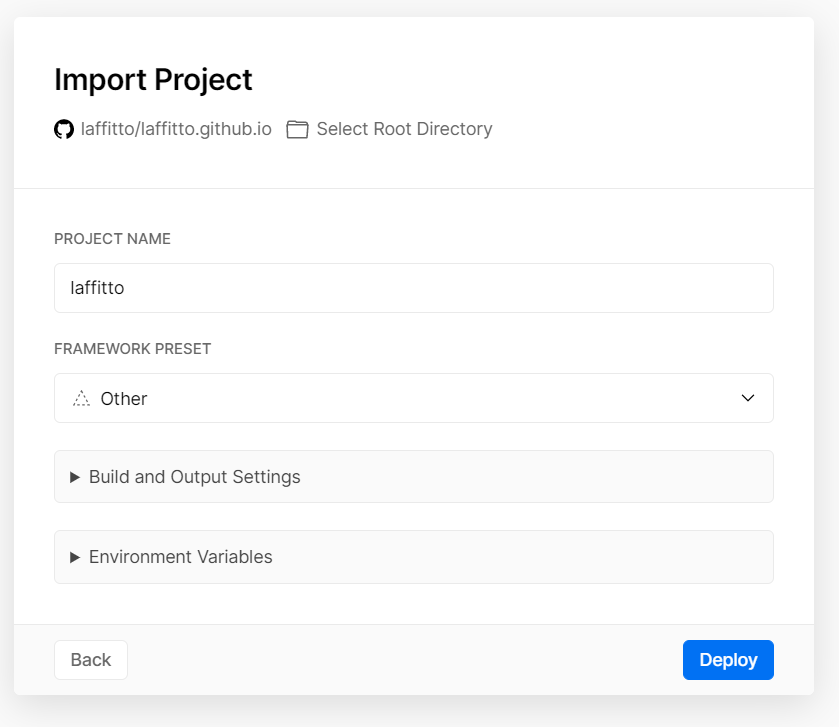 Import Project
laffitto/laffitto.github.io Select Root Directory
PROJECT NAME
laffitto
FRAMEWORK PRESET
Other
Build and Output Settings
Environment Variables
Back Deploy